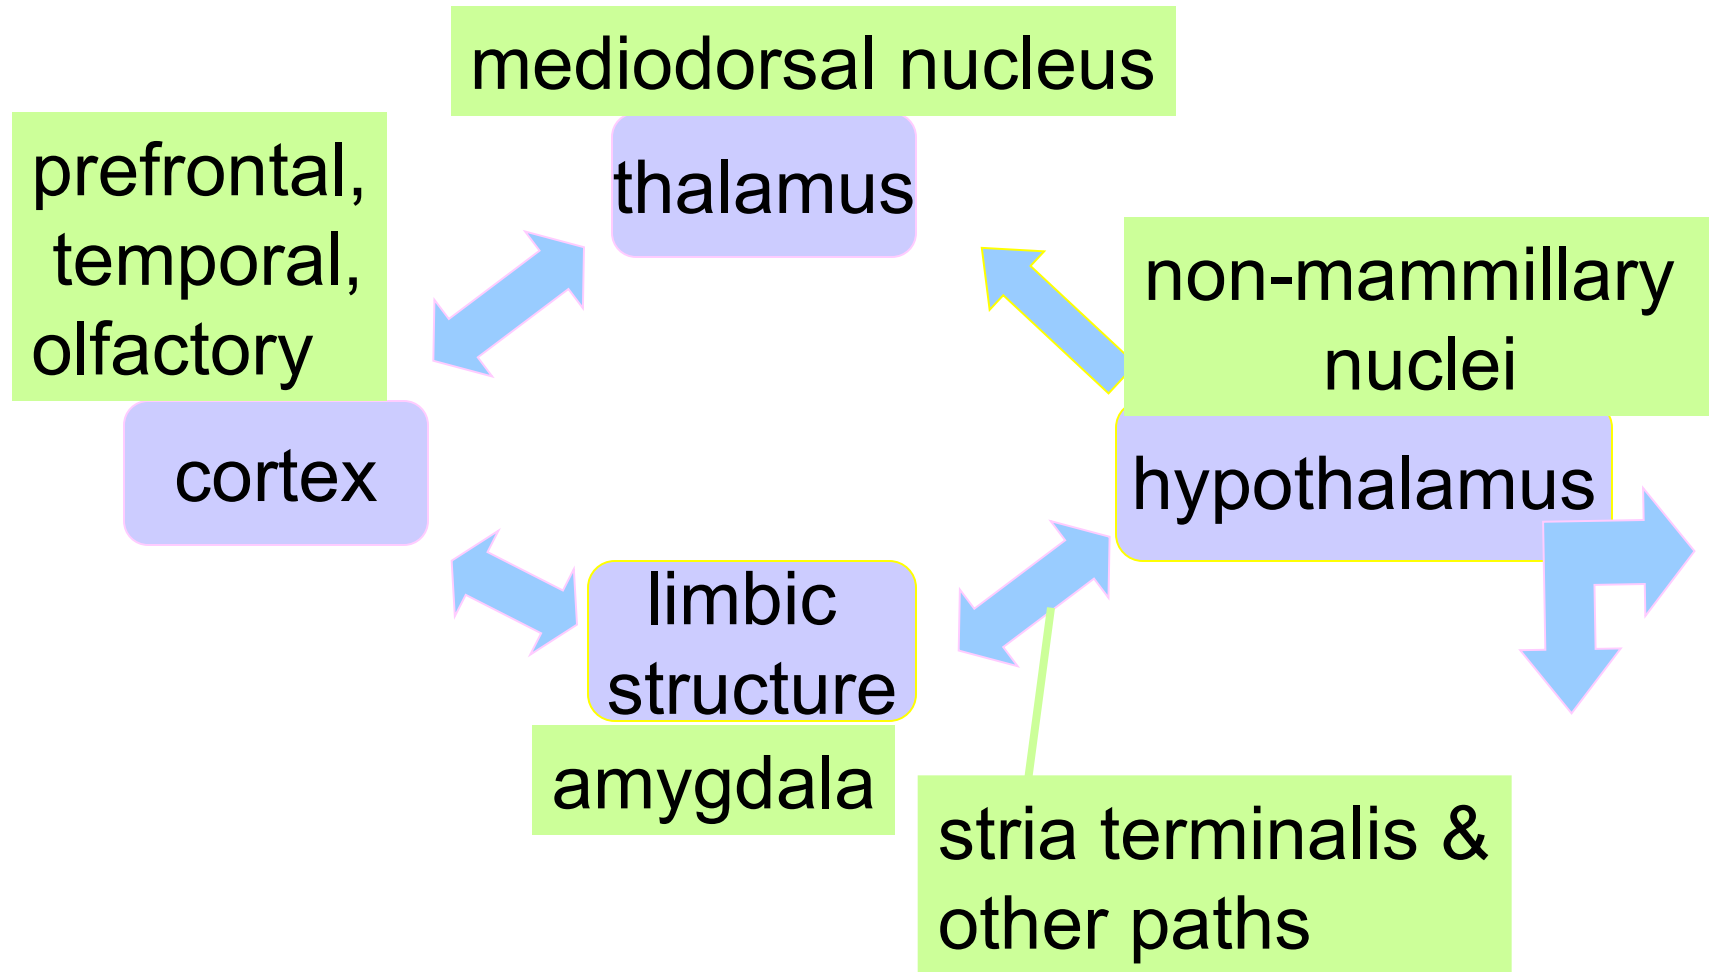 mediodorsal nucleus
thalamus
prefrontal,
temporal,
olfactory
cortex
non-mammillary
nuclei
hypothalamus
limbic
structure
amygdala
stria terminalis &
other paths